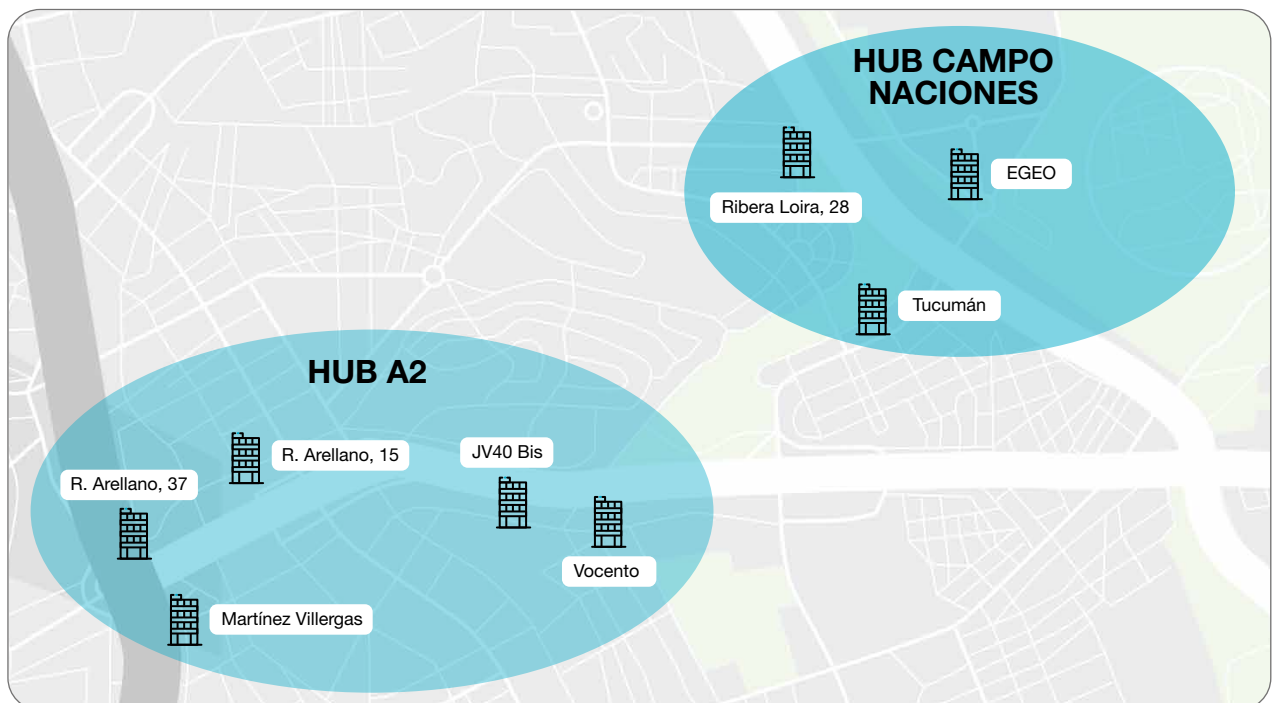 HUB CAMPO
NACIONES
Ribera Loira, 28
EGEO
Tucumán
HUB A2
R. Arellano, 15
JV40 Bis
R. Arellano, 37
Vocento
Martínez Villergas